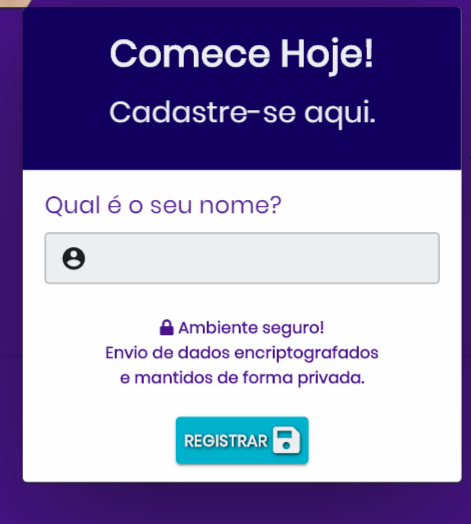 Comece Hoje!
Cadastre-se aqui.
Qual é o seu nome?
Ambiente seguro!
Envio de dados encriptografados
e mantidos de forma privada.
REGISTRAR